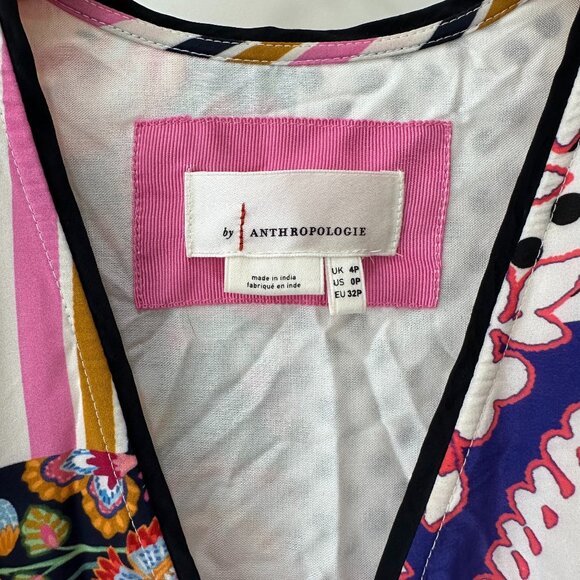 by ANTHROPOLOGIE
made in india
fabriqué en inde
UK 4P
US 0P
EU 32P